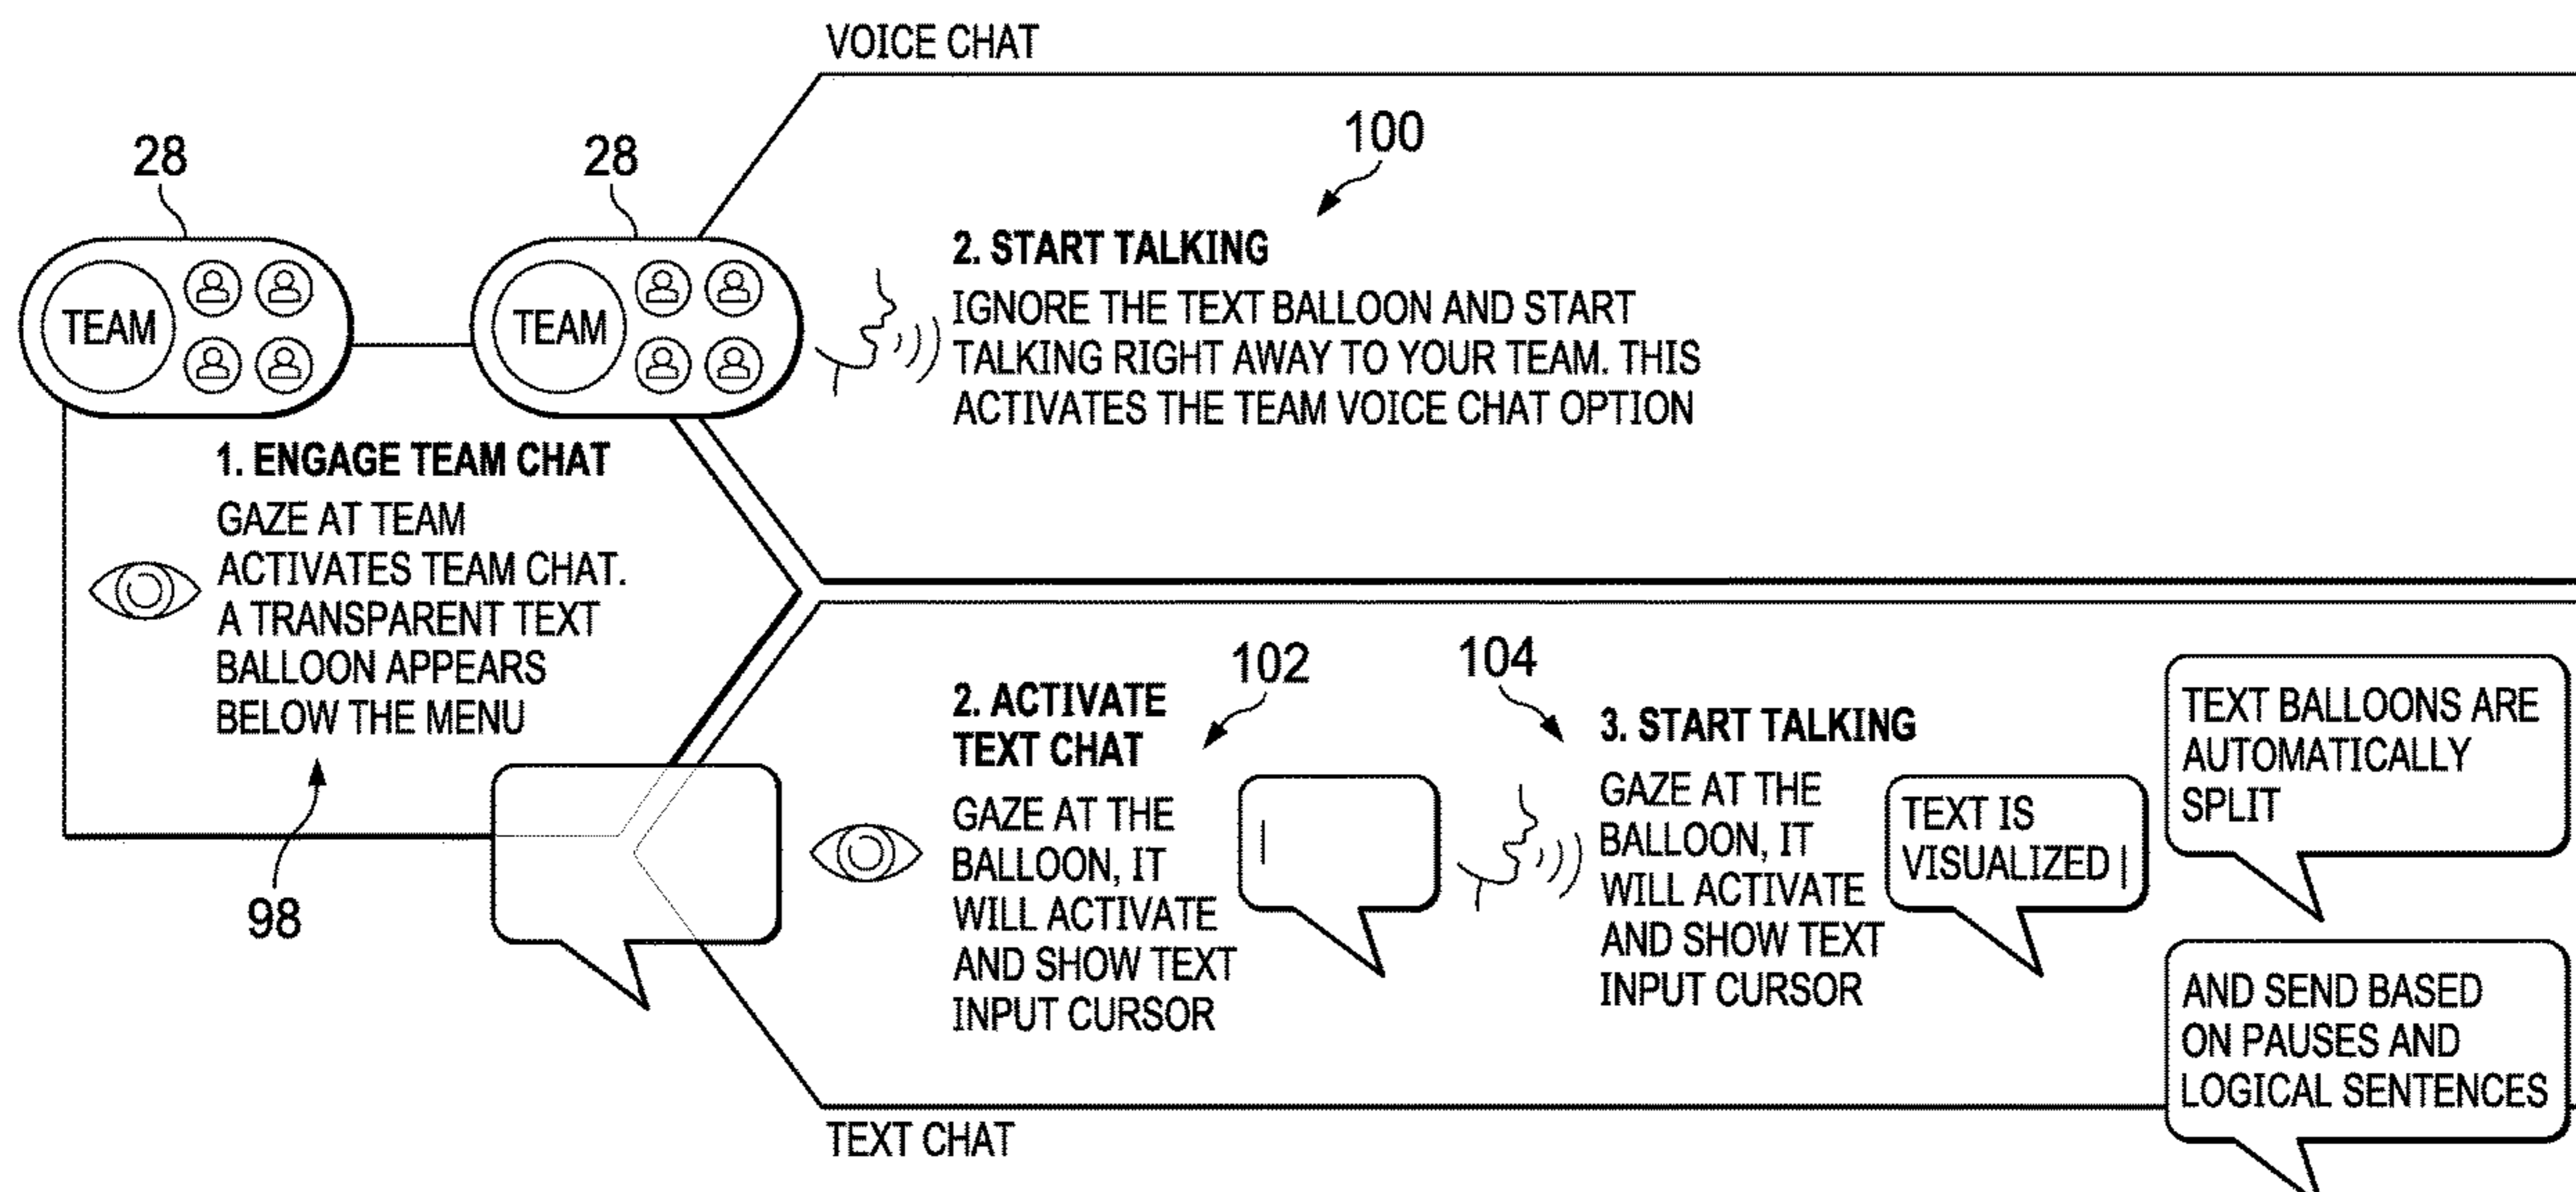 VOICE CHAT
28
28
100
TEAM
TEAM
2. START TALKING
IGNORE THE TEXT BALLOON AND START
TALKING RIGHT AWAY TO YOUR TEAM. THIS
ACTIVATES THE TEAM VOICE CHAT OPTION
1. ENGAGE TEAM CHAT
GAZE AT TEAM
ACTIVATES TEAM CHAT.
A TRANSPARENT TEXT
BALLOON APPEARS
BELOW THE MENU
98
102
2. ACTIVATE
TEXT CHAT
GAZE AT THE
BALLOON, IT
WILL ACTIVATE
AND SHOW TEXT
INPUT CURSOR
104
3. START TALKING
GAZE AT THE
BALLOON, IT
WILL ACTIVATE
AND SHOW TEXT
INPUT CURSOR
TEXT IS
VISUALIZED
TEXT BALLOONS ARE
AUTOMATICALLY
SPLIT
AND SEND BASED
ON PAUSES AND
LOGICAL SENTENCES
TEXT CHAT